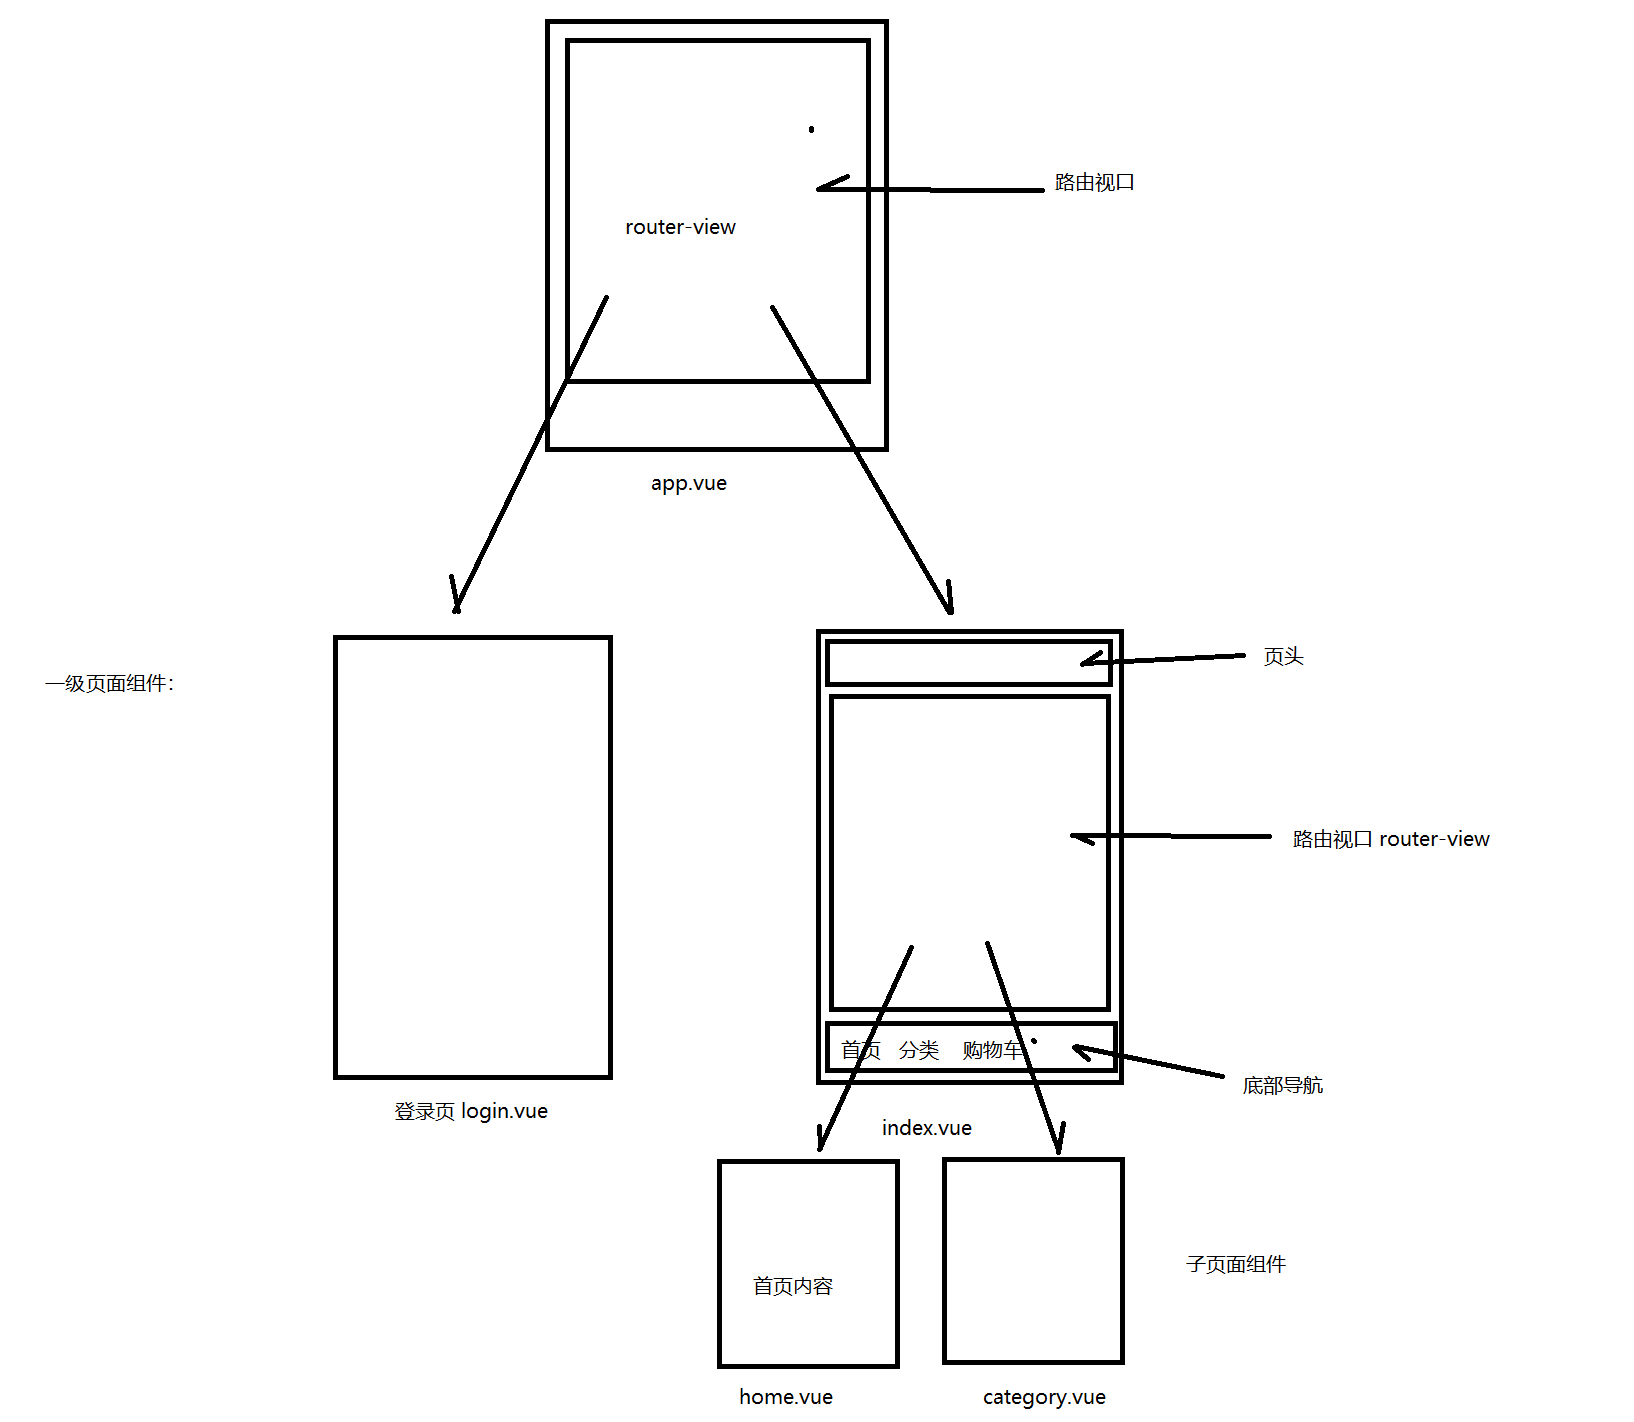 路由视口
router-view
app.vue
一级页面组件：
页头
路由视口 router-view
首页 分类 购物车
底部导航
登录页 login.vue
index.vue
首页内容
子页面组件
home.vue
category.vue